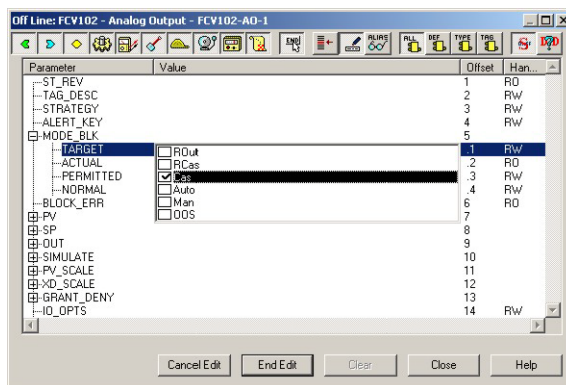 Off Line: FCV102 - Analog Output - FCV102-AO-1
END ALIAS ALL DEF TYPE TAG
Parameter Value Offset Han...
ST_REV 1 RO
TAG_DESC 2 RW
STRATEGY 3 RW
ALERT_KEY 4 RW
MODE_BLK 5
TARGET ROut .1 RW
ACTUAL RCas .2 RO
PERMITTED Cas .3 RW
NORMAL Auto .4 RW
BLOCK_ERR Man 6 RO
PV OOS 7
SP 8
OUT 9
SIMULATE 10
PV_SCALE 11
XD_SCALE 12
GRANT_DENY 13
IO_OPTS 14 RW
Cancel Edit End Edit Clear Close Help